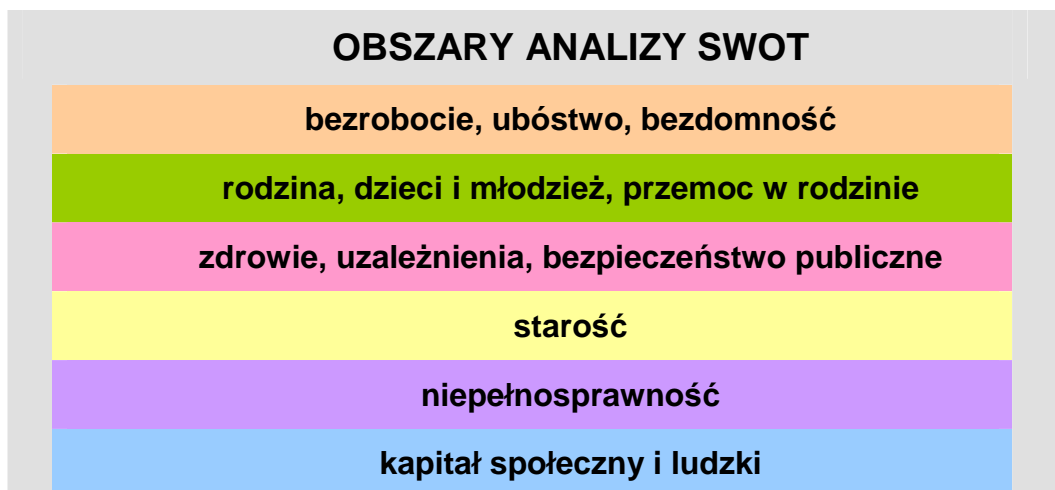 OBSZARY ANALIZY SWOT
bezrobocie, ubóstwo, bezdomność
rodzina, dzieci i młodzież, przemoc w rodzinie
zdrowie, uzależnienia, bezpieczeństwo publiczne
starość
niepełnosprawność
kapitał społeczny i ludzki